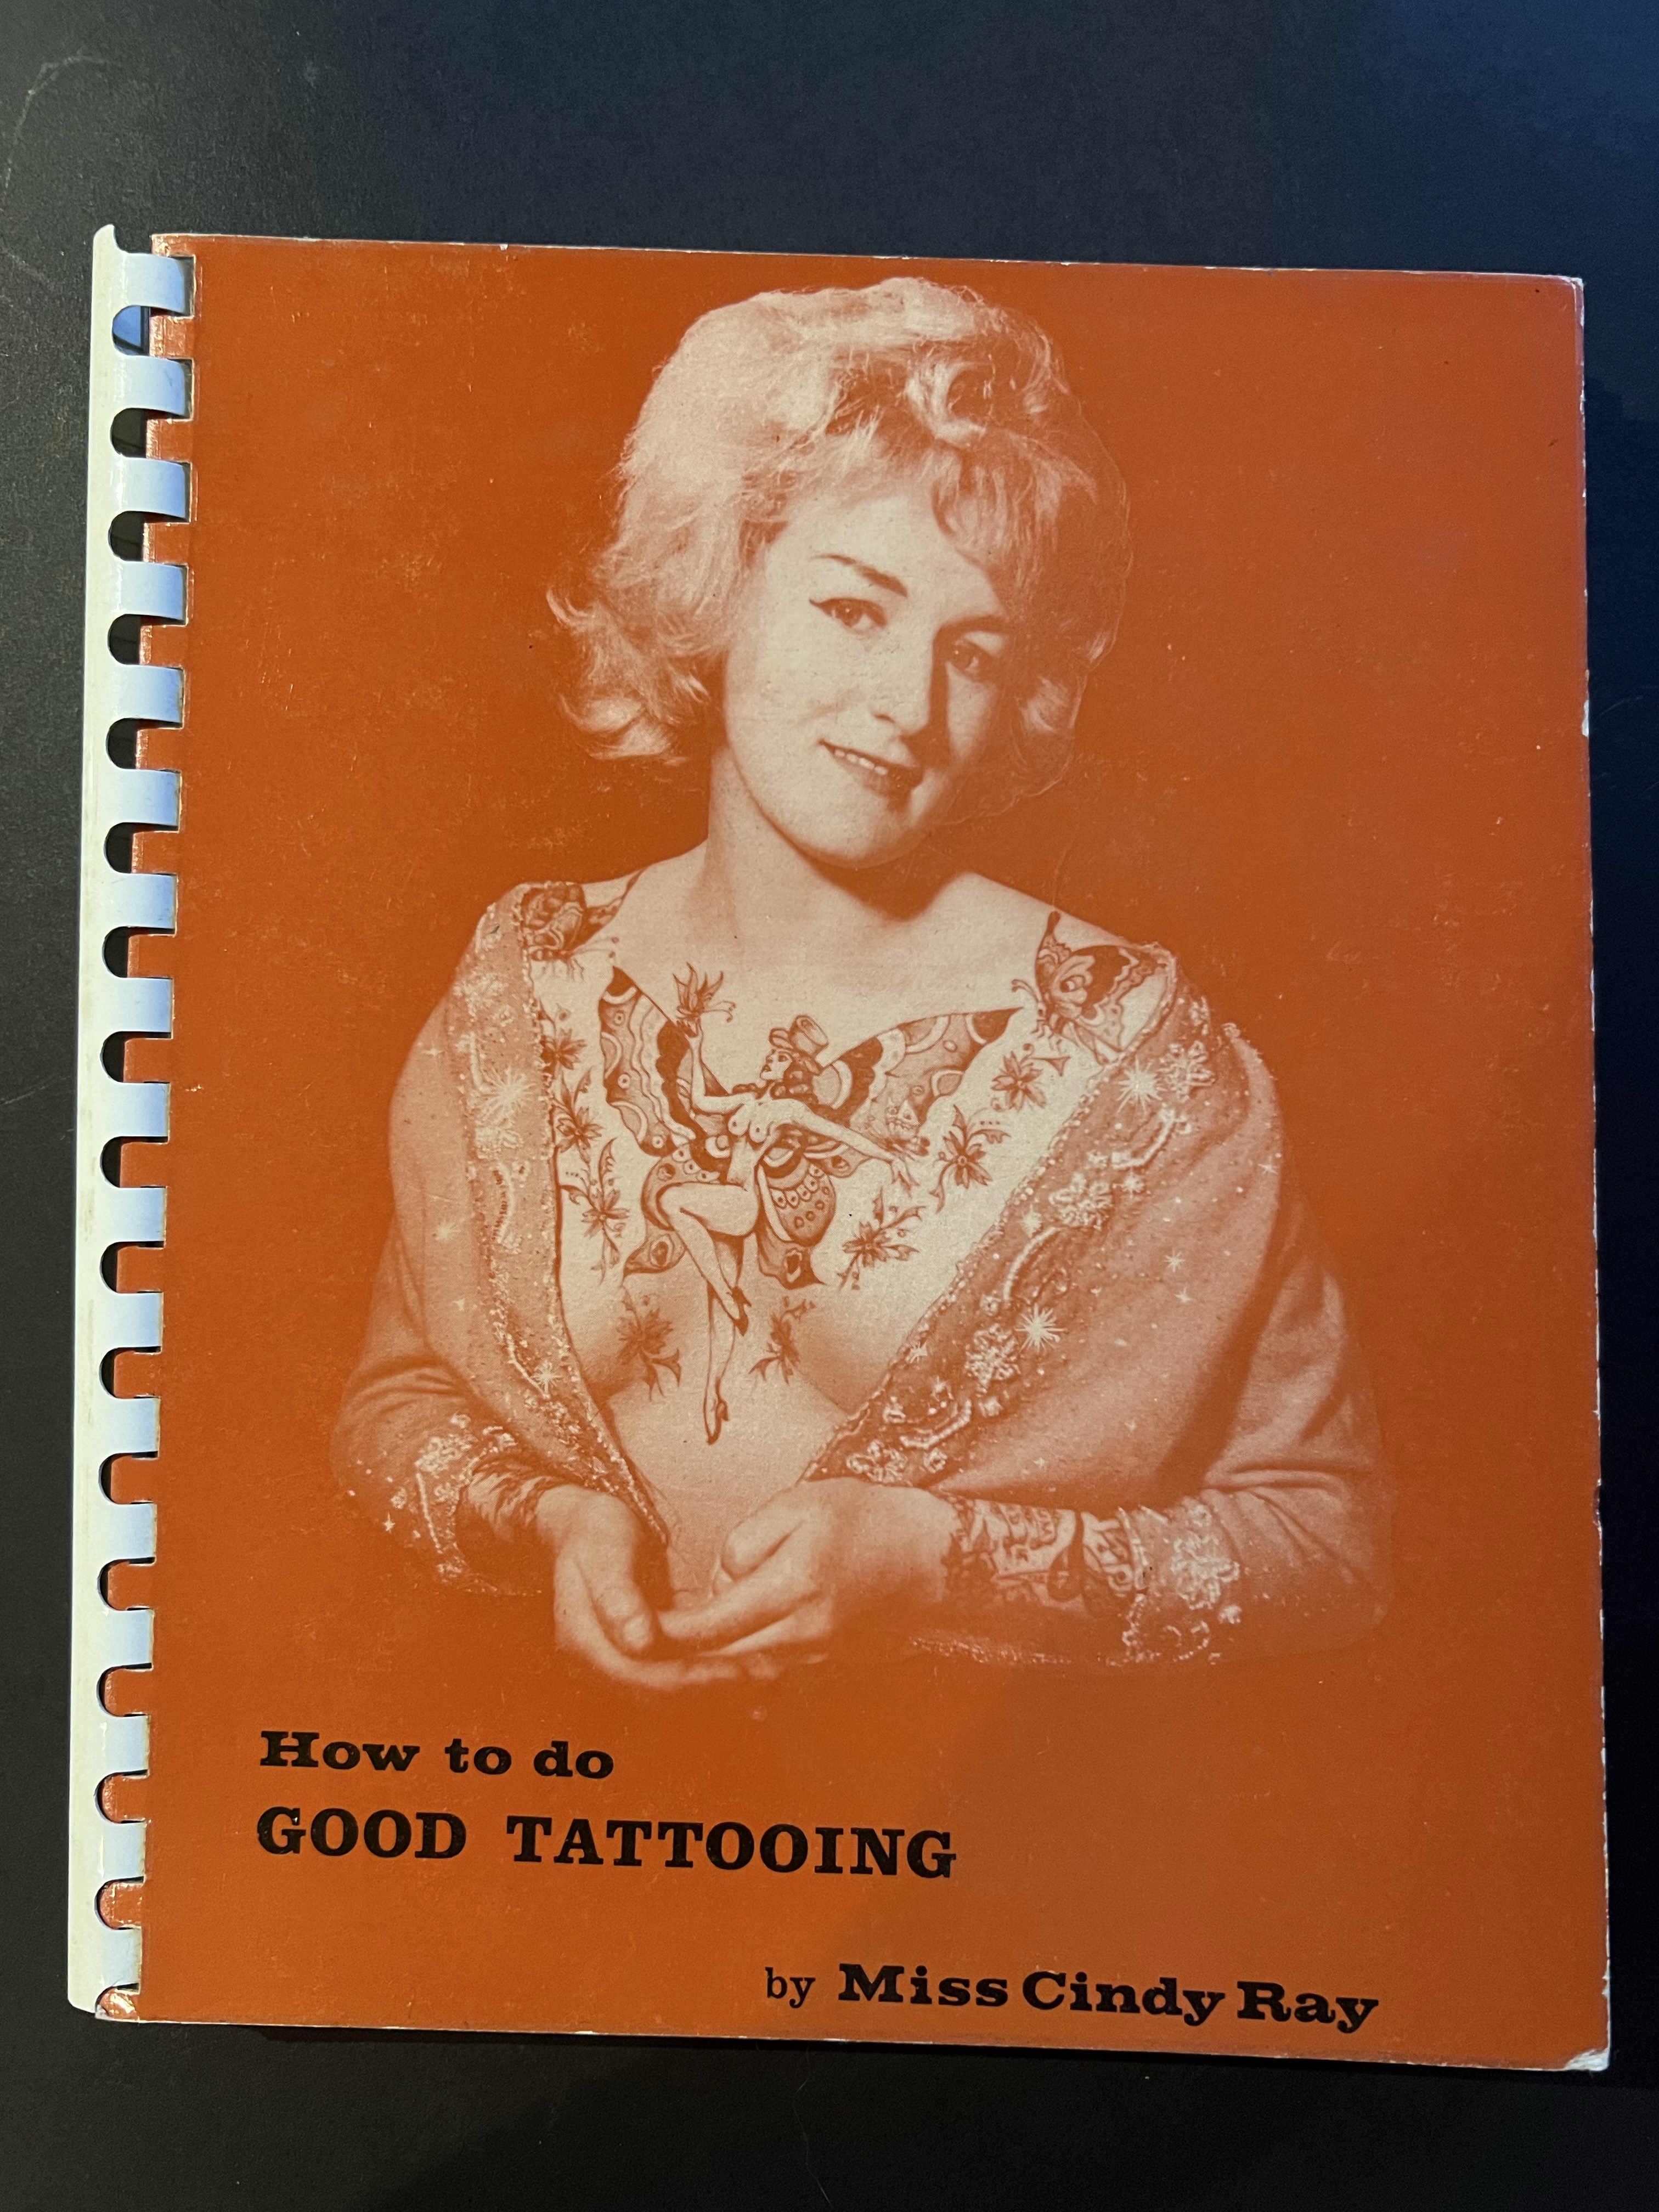 How to do
GOOD TATTOOING
by Miss Cindy Ray